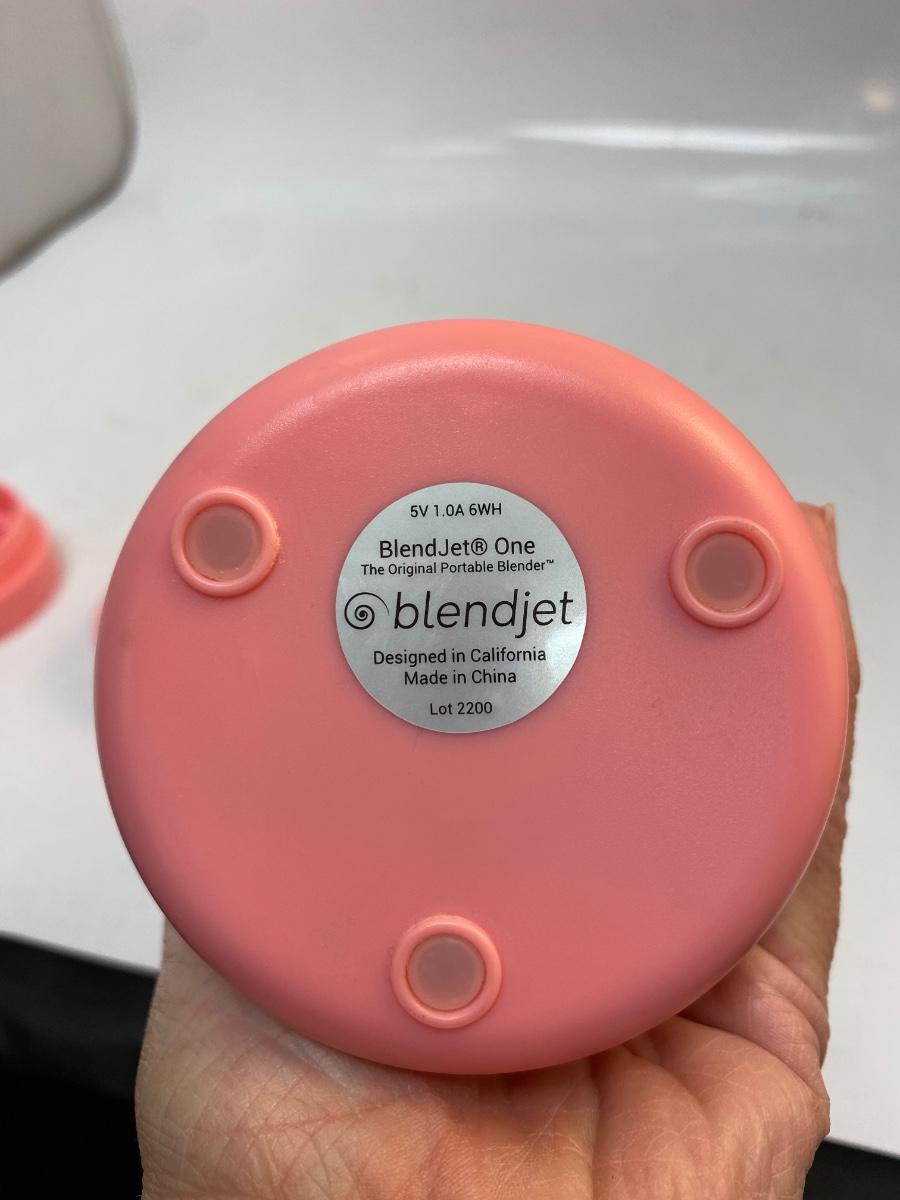 5V 1.0A 6WH
BlendJet® One
The Original Portable Blender™
blendjet
Designed in California
Made in China
Lot 2200